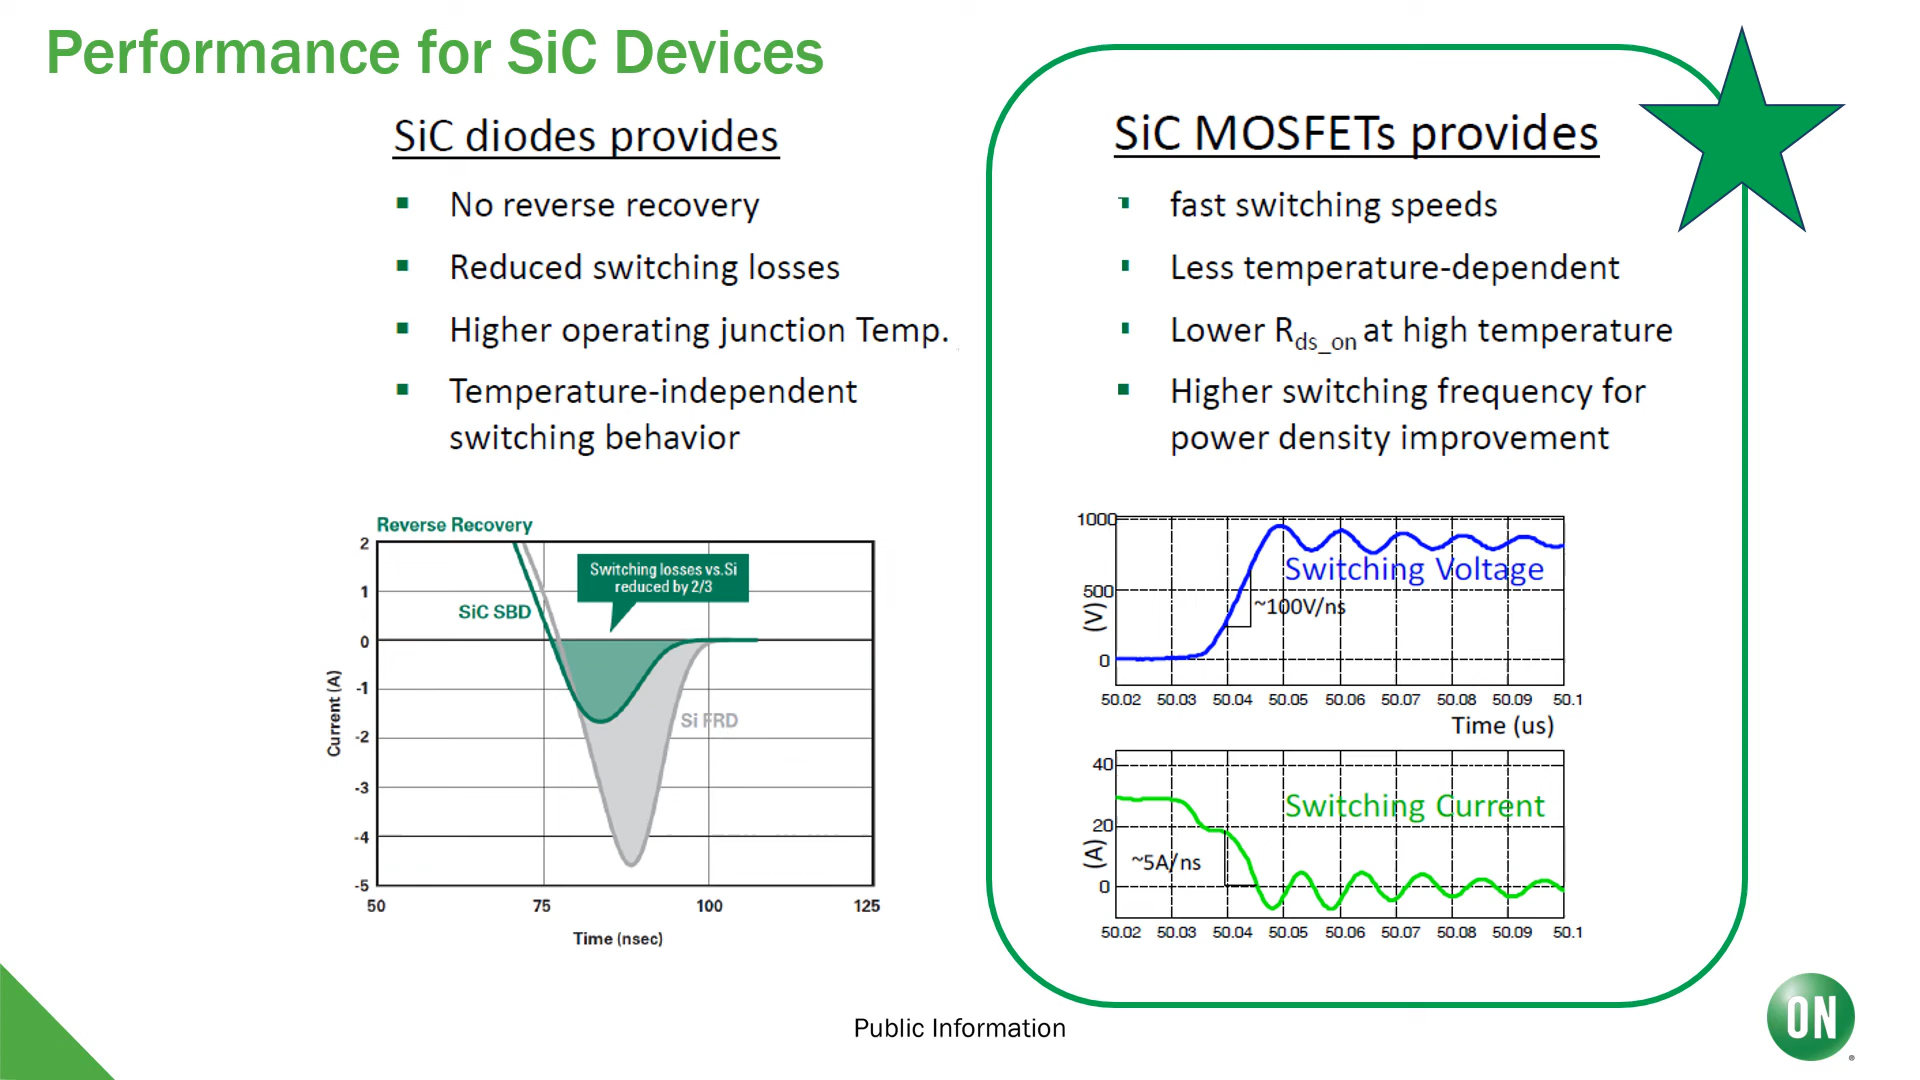 Performance for SiC Devices
SiC diodes provides
▪ No reverse recovery
▪ Reduced switching losses
▪ Higher operating junction Temp.
▪ Temperature-independent
switching behavior
Reverse Recovery
2
1
0
-1
-2
-3
-4
-5
Current (A)
Switching losses vs.Si
reduced by 2/3
SiC SBD
Si FRD
50 75 100 125
Time (nsec)
SiC MOSFETs provides
▪ fast switching speeds
▪ Less temperature-dependent
▪ Lower Rds_on at high temperature
▪ Higher switching frequency for
power density improvement
1000
500
0
(V)
Switching Voltage
~100V/ns
50.02 50.03 50.04 50.05 50.06 50.07 50.08 50.09 50.1
Time (us)
40
20
0
(A)
Switching Current
~5A/ns
50.02 50.03 50.04 50.05 50.06 50.07 50.08 50.09 50.1
Public Information
ON
®